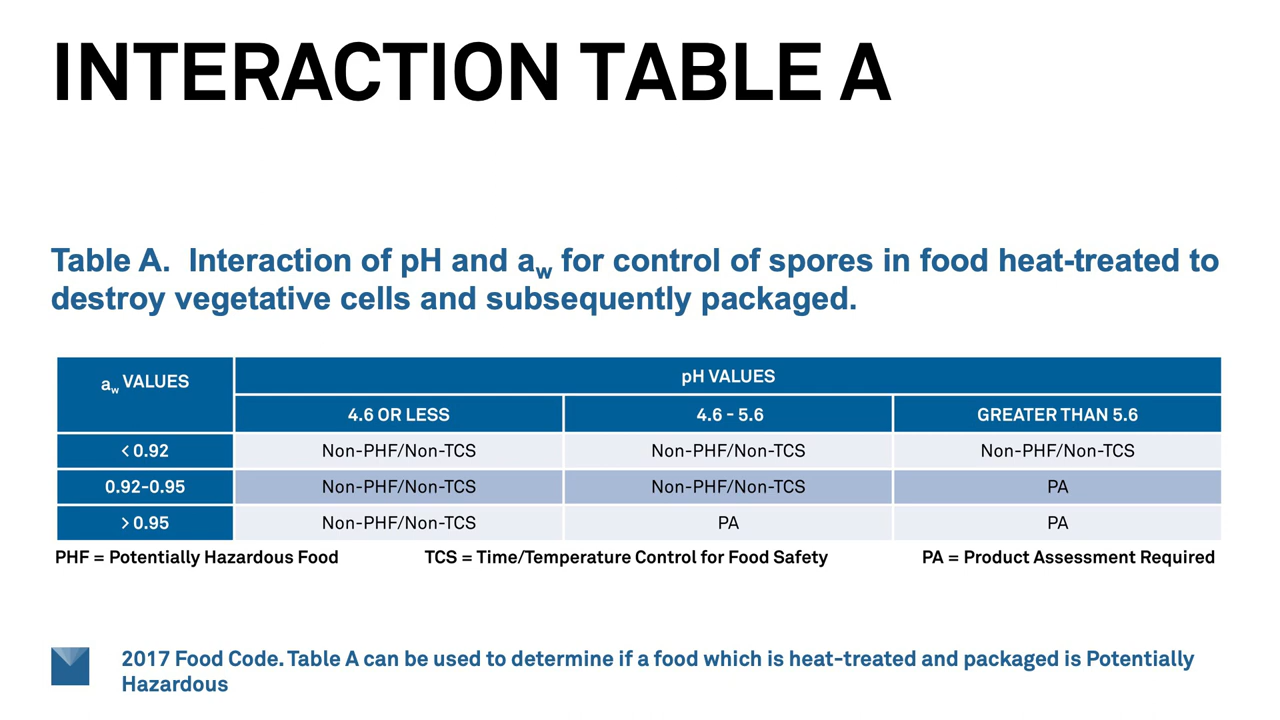 INTERACTION TABLE A
Table A. Interaction of pH and aw for control of spores in food heat-treated to
destroy vegetative cells and subsequently packaged.
aw VALUES
pH VALUES
4.6 OR LESS 4.6 - 5.6 GREATER THAN 5.6
< 0.92 Non-PHF/Non-TCS Non-PHF/Non-TCS Non-PHF/Non-TCS
0.92-0.95 Non-PHF/Non-TCS Non-PHF/Non-TCS PA
> 0.95 Non-PHF/Non-TCS PA PA
PHF = Potentially Hazardous Food TCS = Time/Temperature Control for Food Safety PA = Product Assessment Required
2017 Food Code. Table A can be used to determine if a food which is heat-treated and packaged is Potentially
Hazardous